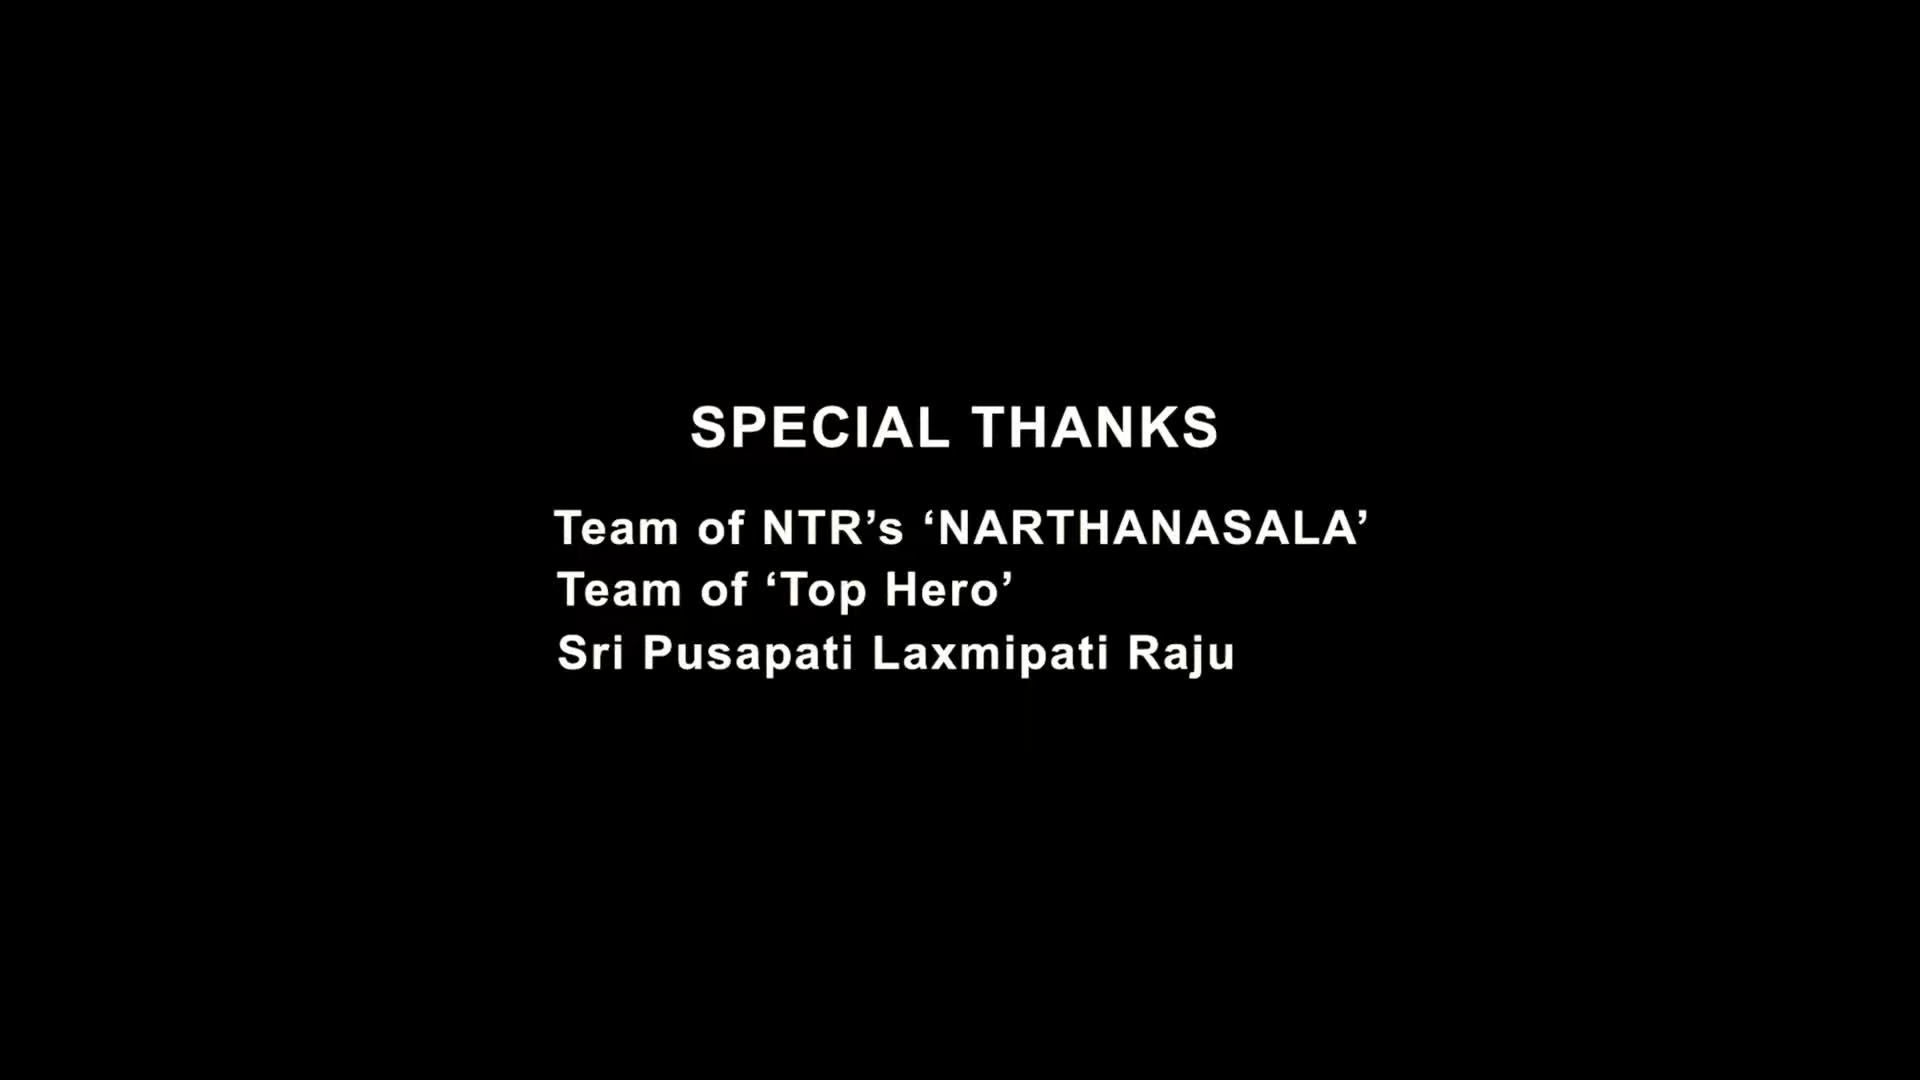 SPECIAL THANKS
Team of NTR’s ‘NARTHANASALA’
Team of ‘Top Hero’
Sri Pusapati Laxmipati Raju